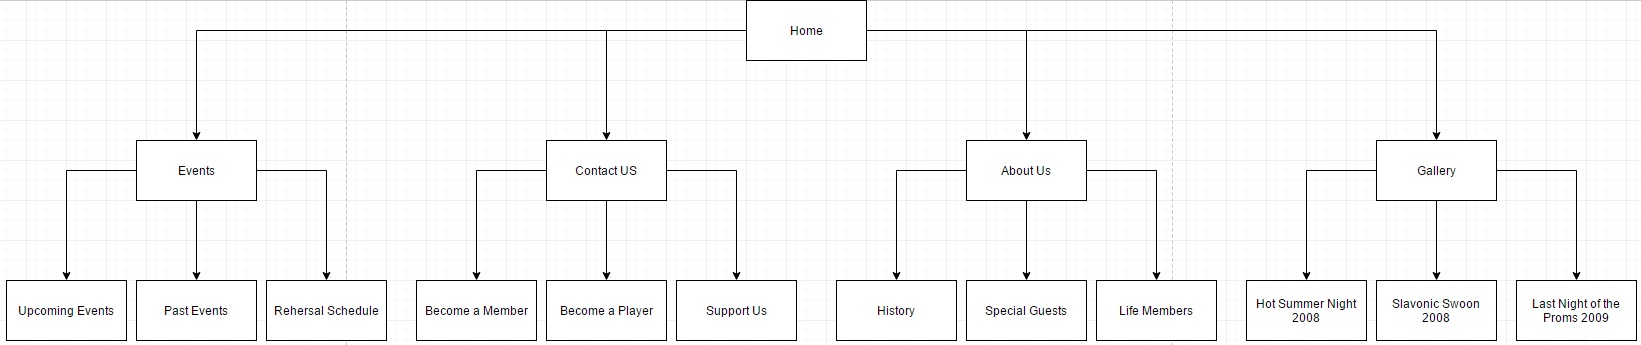 Home
Events
Contact US
About Us
Gallery
Upcoming Events
Past Events
Rehersal Schedule
Become a Member
Become a Player
Support Us
History
Special Guests
Life Members
Hot Summer Night
2008
Slavonic Swoon
2008
Last Night of the
Proms 2009